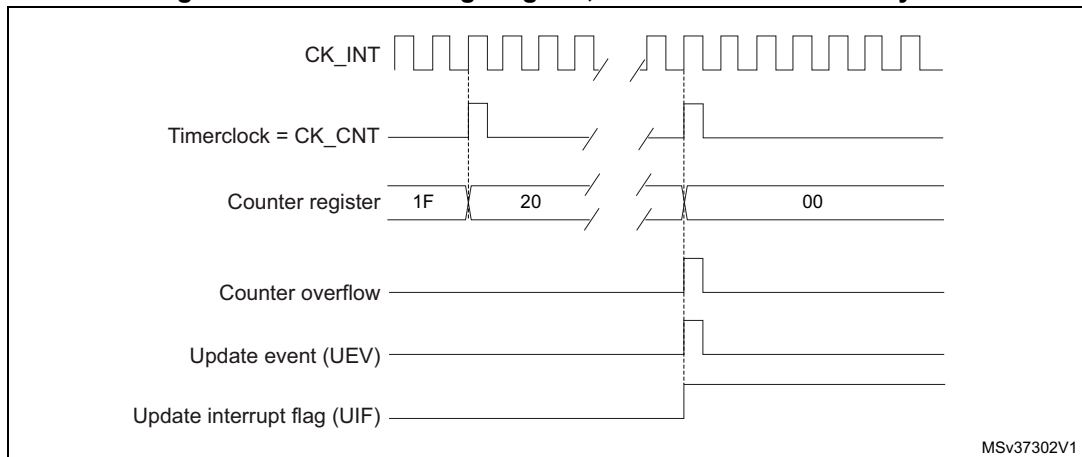 CK_INT
Timerclock = CK_CNT
Counter register
1F
20
00
Counter overflow
Update event (UEV)
Update interrupt flag (UIF)
MSv37302V1